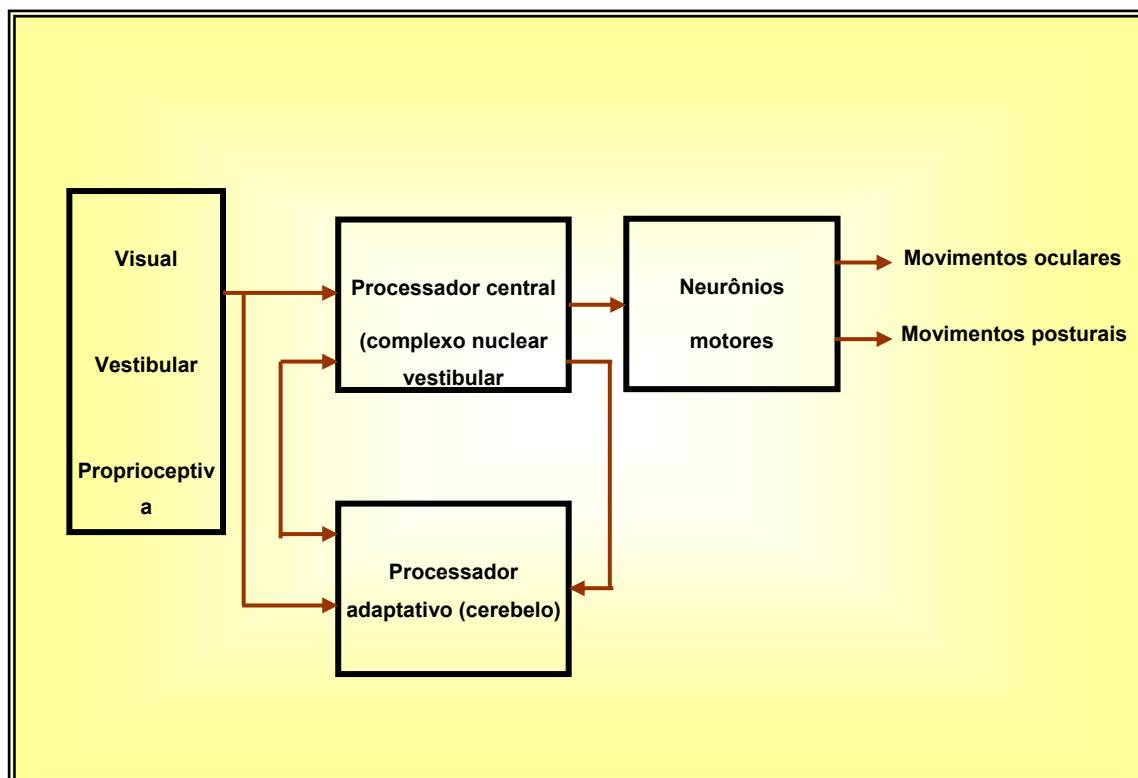 Visual
Vestibular
Proprioceptiv
a
Processador central
(complexo nuclear
vestibular
Processador
adaptativo (cerebelo)
Neurônios
motores
Movimentos oculares
Movimentos posturais